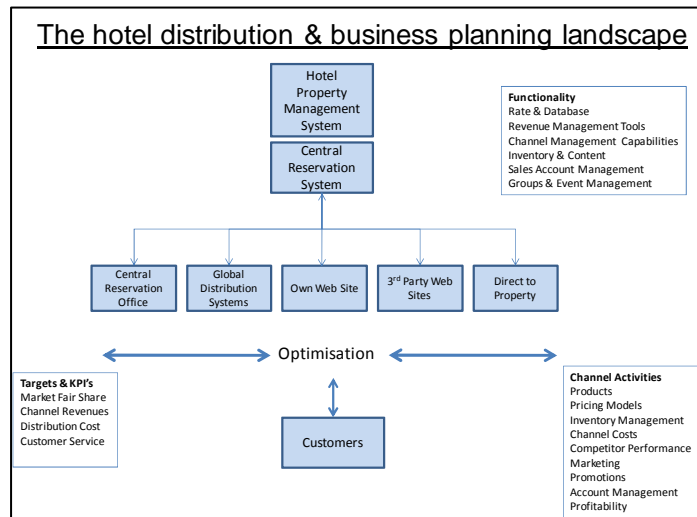 The hotel distribution & business planning landscape
Hotel
Property
Management
System
Central
Reservation
System
Functionality
Rate & Database
Revenue Management Tools
Channel Management Capabilities
Inventory & Content
Sales Account Management
Groups & Event Management
Central
Reservation
Office
Global
Distribution
Systems
Own Web Site
3rd Party Web
Sites
Direct to
Property
Optimisation
Targets & KPI's
Market Fair Share
Channel Revenues
Distribution Cost
Customer Service
Customers
Channel Activities
Products
Pricing Models
Inventory Management
Channel Costs
Competitor Performance
Marketing
Promotions
Account Management
Profitability